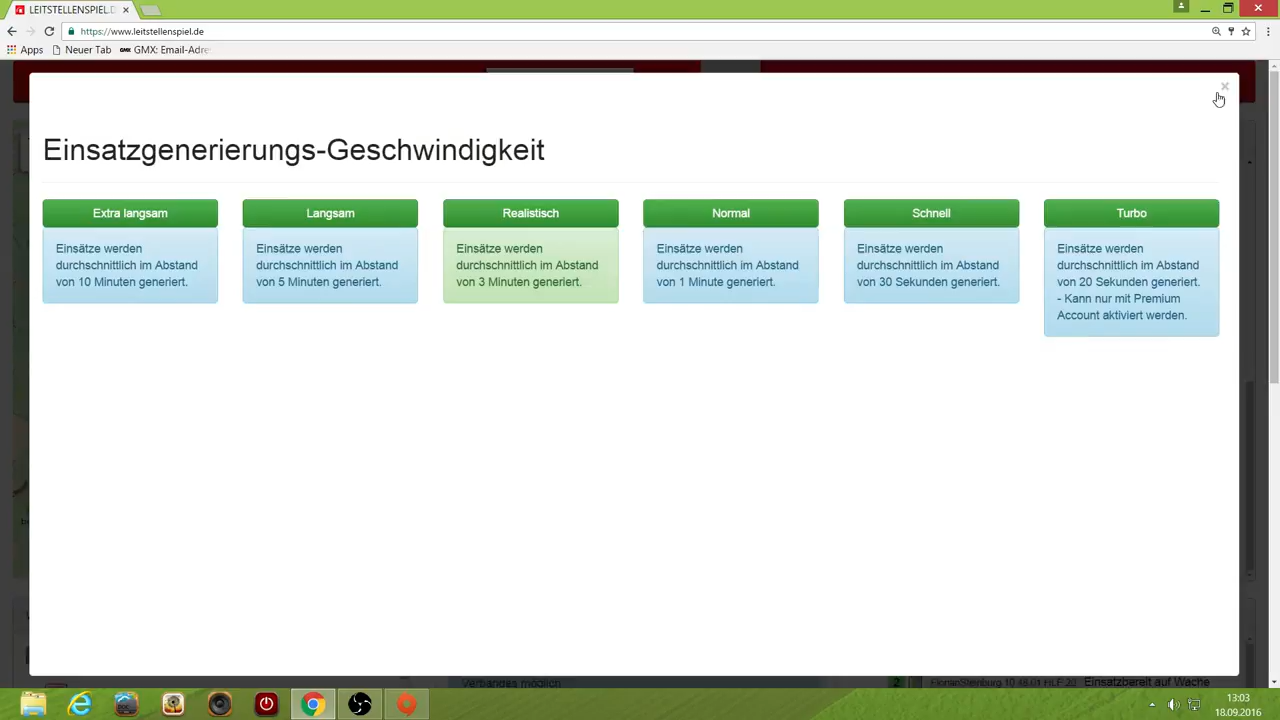 LEITSTELLENSPIEL.D
https://www.leitstellenspiel.de
Apps Neuer Tab GMX GMX: Email-Adre
Einsatzgenerierungs-Geschwindigkeit
Extra langsam
Einsätze werden
durchschnittlich im Abstand
von 10 Minuten generiert.
Langsam
Einsätze werden
durchschnittlich im Abstand
von 5 Minuten generiert.
Realistisch
Einsätze werden
durchschnittlich im Abstand
von 3 Minuten generiert.
Normal
Einsätze werden
durchschnittlich im Abstand
von 1 Minute generiert.
Schnell
Einsätze werden
durchschnittlich im Abstand
von 30 Sekunden generiert.
Turbo
Einsätze werden
durchschnittlich im Abstand
von 20 Sekunden generiert.
- Kann nur mit Premium
Account aktiviert werden.
Verbandes möglich
2 Einsatzbereit auf Wache
13:03
18.09.2016